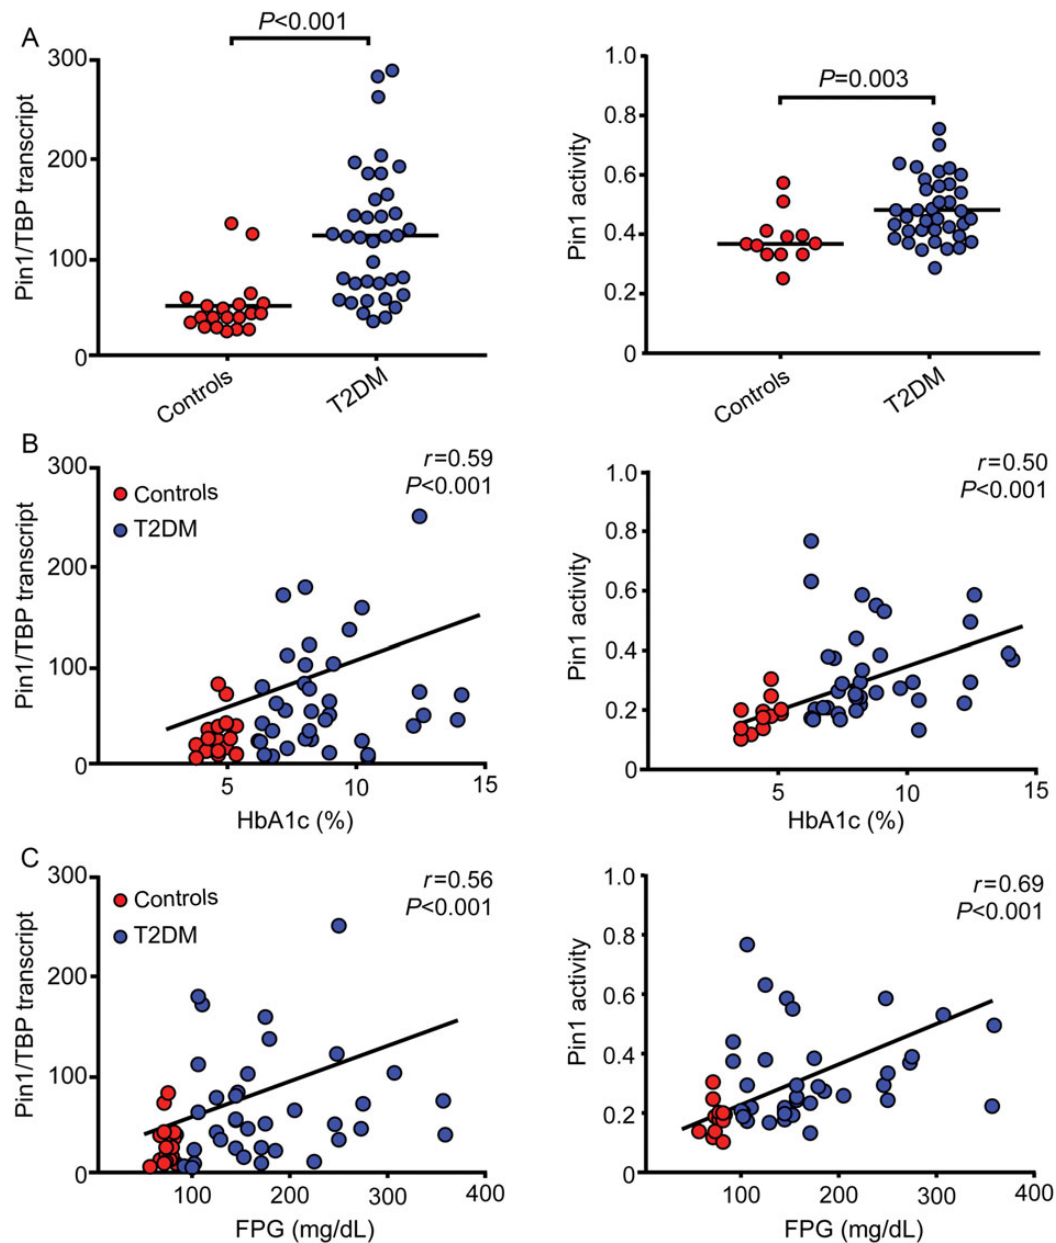 A
P<0.001
Pin1/TBP transcript
300
200
100
0
Controls
T2DM
P=0.003
Pin1 activity
1.0
0.8
0.6
0.4
0.2
0
Controls
T2DM
B
r=0.59
P<0.001
Controls
T2DM
Pin1/TBP transcript
300
200
100
0
5
10
15
HbA1c (%)
r=0.50
P<0.001
Pin1 activity
1.0
0.8
0.6
0.4
0.2
0
5
10
15
HbA1c (%)
C
r=0.56
P<0.001
Controls
T2DM
Pin1/TBP transcript
300
200
100
0
100
200
300
400
FPG (mg/dL)
r=0.69
P<0.001
Pin1 activity
1.0
0.8
0.6
0.4
0.2
0
100
200
300
400
FPG (mg/dL)